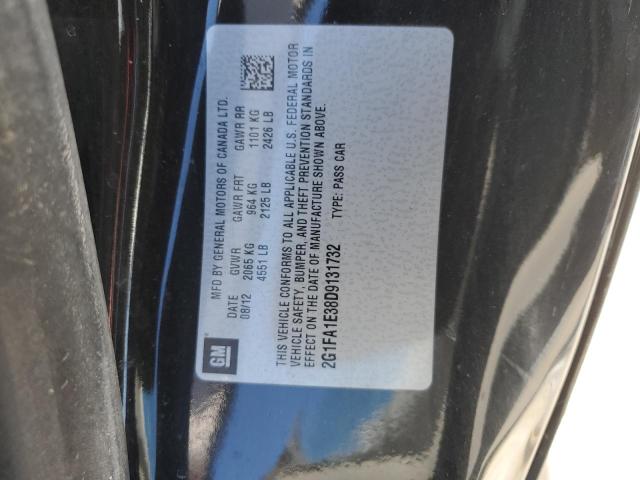 MFD BY GENERAL MOTORS OF CANADA LTD.
DATE GVWR GAWR FRT GAWR RR
08/12 2065 KG 964 KG 1101 KG
4551 LB 2125 LB 2426 LB
GM
THIS VEHICLE CONFORMS TO ALL APPLICABLE U.S. FEDERAL MOTOR
VEHICLE SAFETY, BUMPER, AND THEFT PREVENTION STANDARDS IN
EFFECT ON THE DATE OF MANUFACTURE SHOWN ABOVE.
2G1FA1E38D9131732 TYPE: PASS CAR